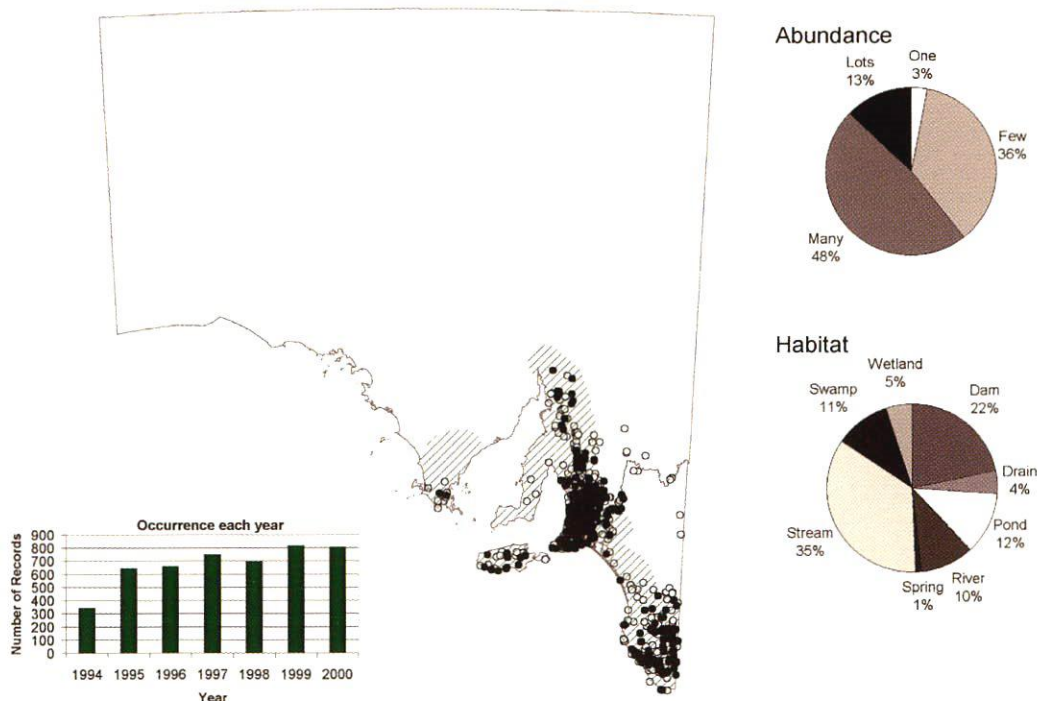 Abundance
One
3%
Lots
13%
Few
36%
Many
48%
Habitat
Wetland
5%
Swamp
11%
Dam
22%
Drain
4%
Stream
35%
Pond
12%
River
10%
Spring
1%
Occurrence each year
Number of Records
900
800
700
600
500
400
300
200
100
0
1994 1995 1996 1997 1998 1999 2000
Year